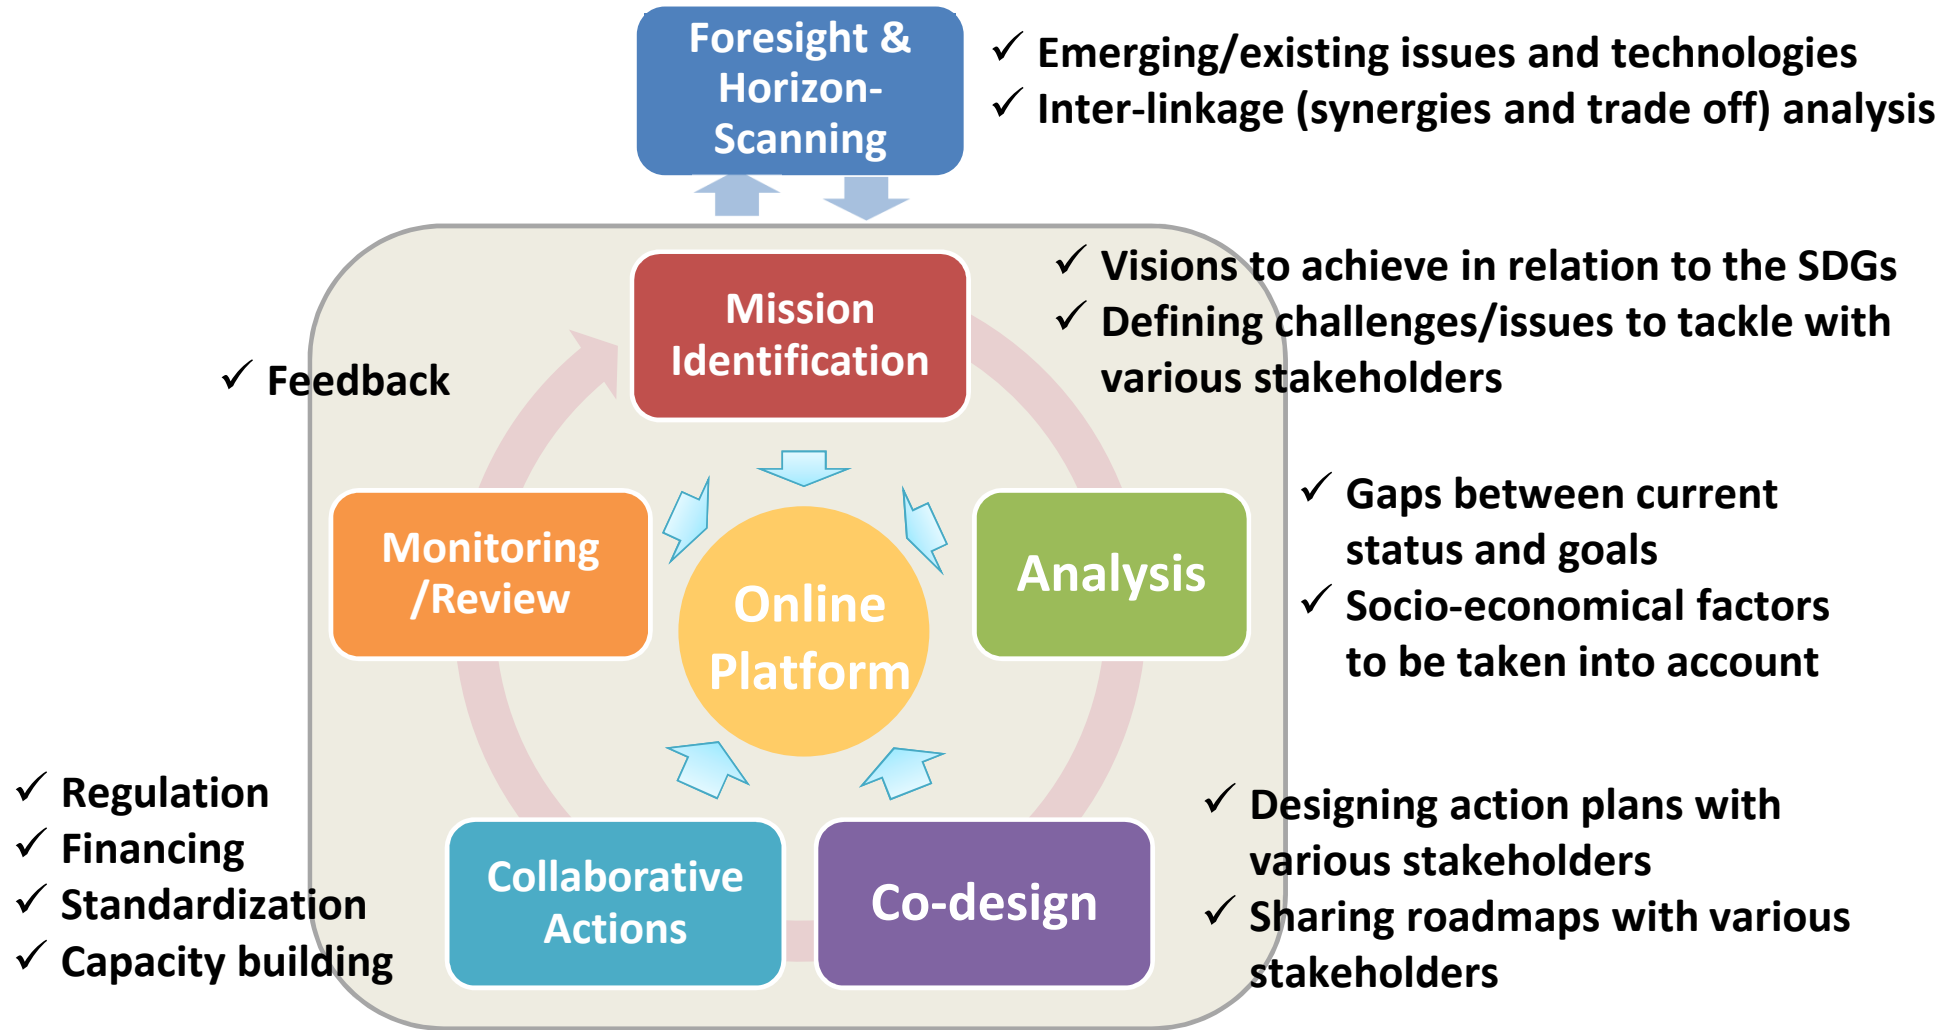 Foresight &
Horizon-
Scanning
✓ Emerging/existing issues and technologies
✓ Inter-linkage (synergies and trade off) analysis
Mission
Identification
✓ Visions to achieve in relation to the SDGs
✓ Defining challenges/issues to tackle with
various stakeholders
✓ Feedback
Monitoring
/Review
Online
Platform
Analysis
✓ Gaps between current
status and goals
✓ Socio-economical factors
to be taken into account
✓ Regulation
✓ Financing
✓ Standardization
✓ Capacity building
Collaborative
Actions
Co-design
✓ Designing action plans with
various stakeholders
✓ Sharing roadmaps with various
stakeholders